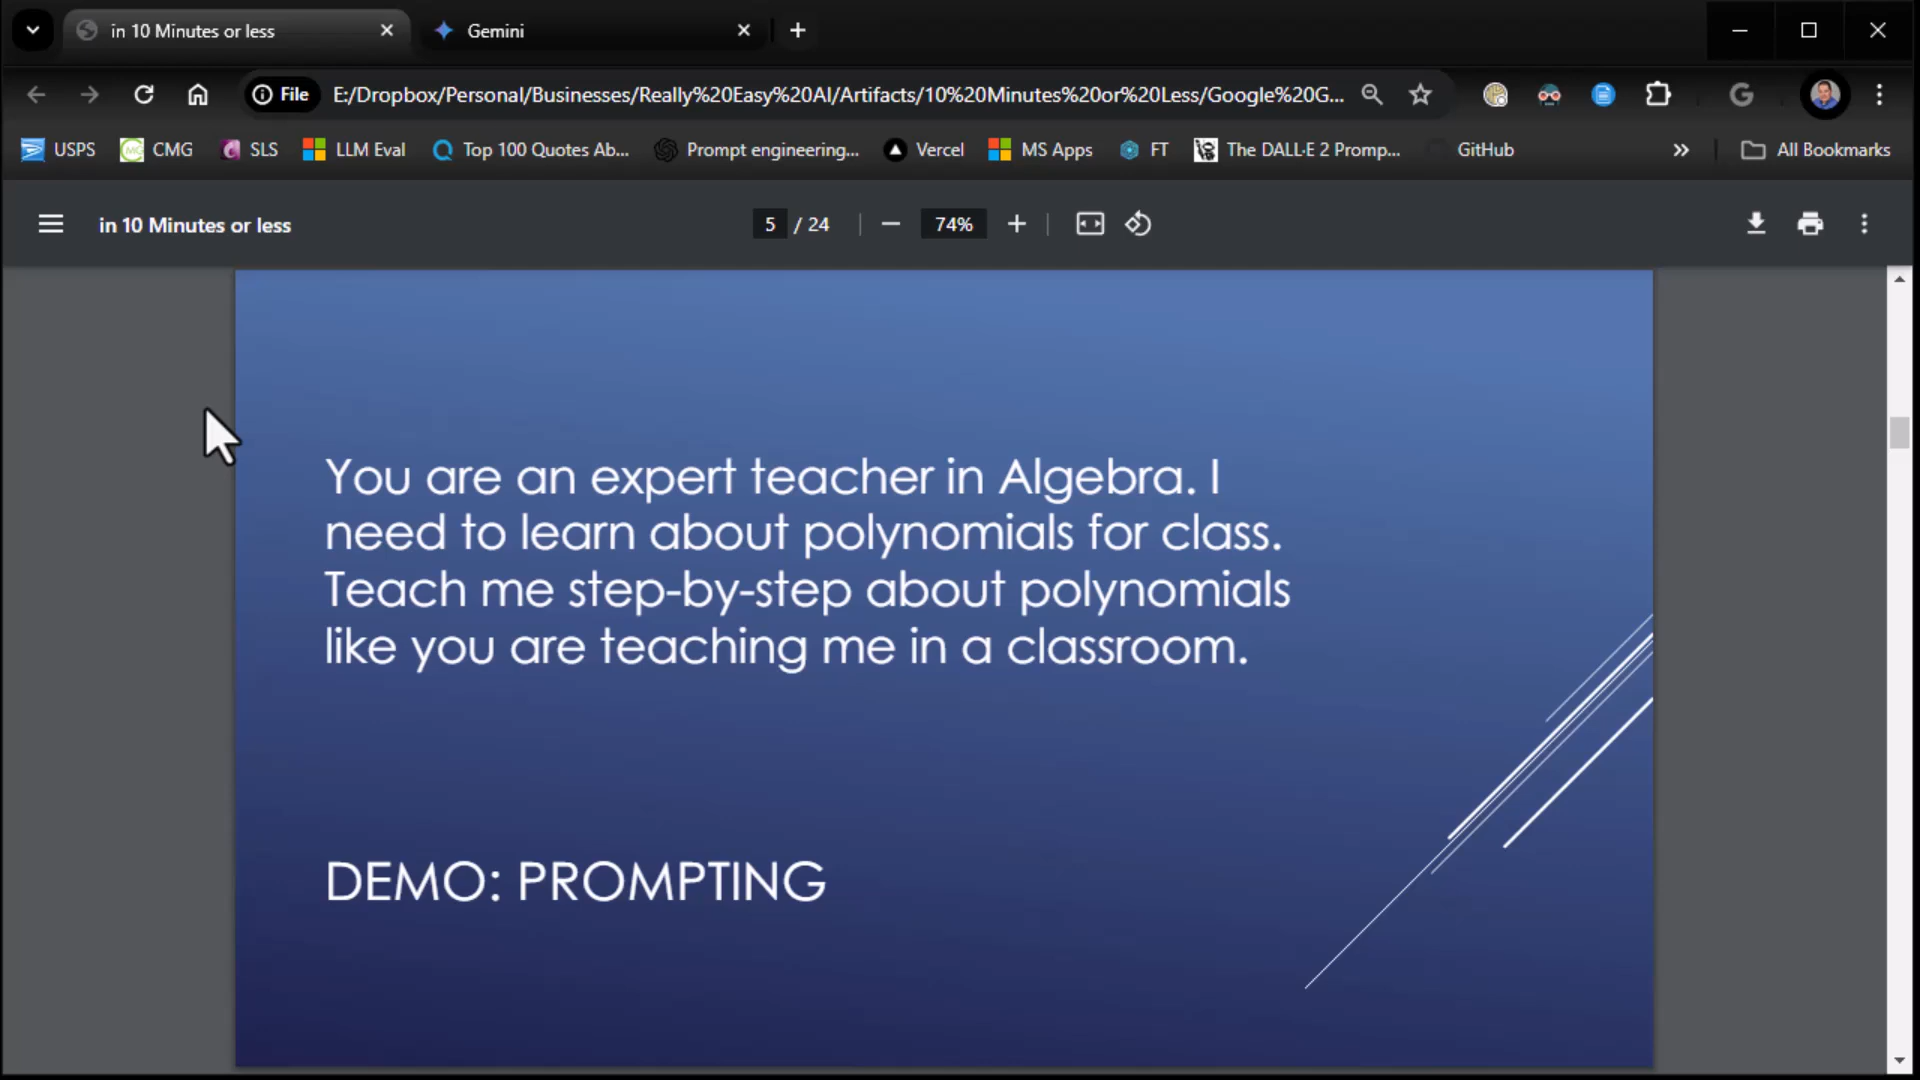 in 10 Minutes or less
Gemini
File
E:/Dropbox/Personal/Businesses/Really%20Easy%20AI/Artifacts/10%20Minutes%20or%20Less/Google%20G...
USPS
CMG
SLS
LLM Eval
Top 100 Quotes Ab...
Prompt engineering...
Vercel
MS Apps
FT
The DALL·E 2 Promp...
GitHub
All Bookmarks
in 10 Minutes or less
5 / 24
74%
You are an expert teacher in Algebra. I
need to learn about polynomials for class.
Teach me step-by-step about polynomials
like you are teaching me in a classroom.
DEMO: PROMPTING